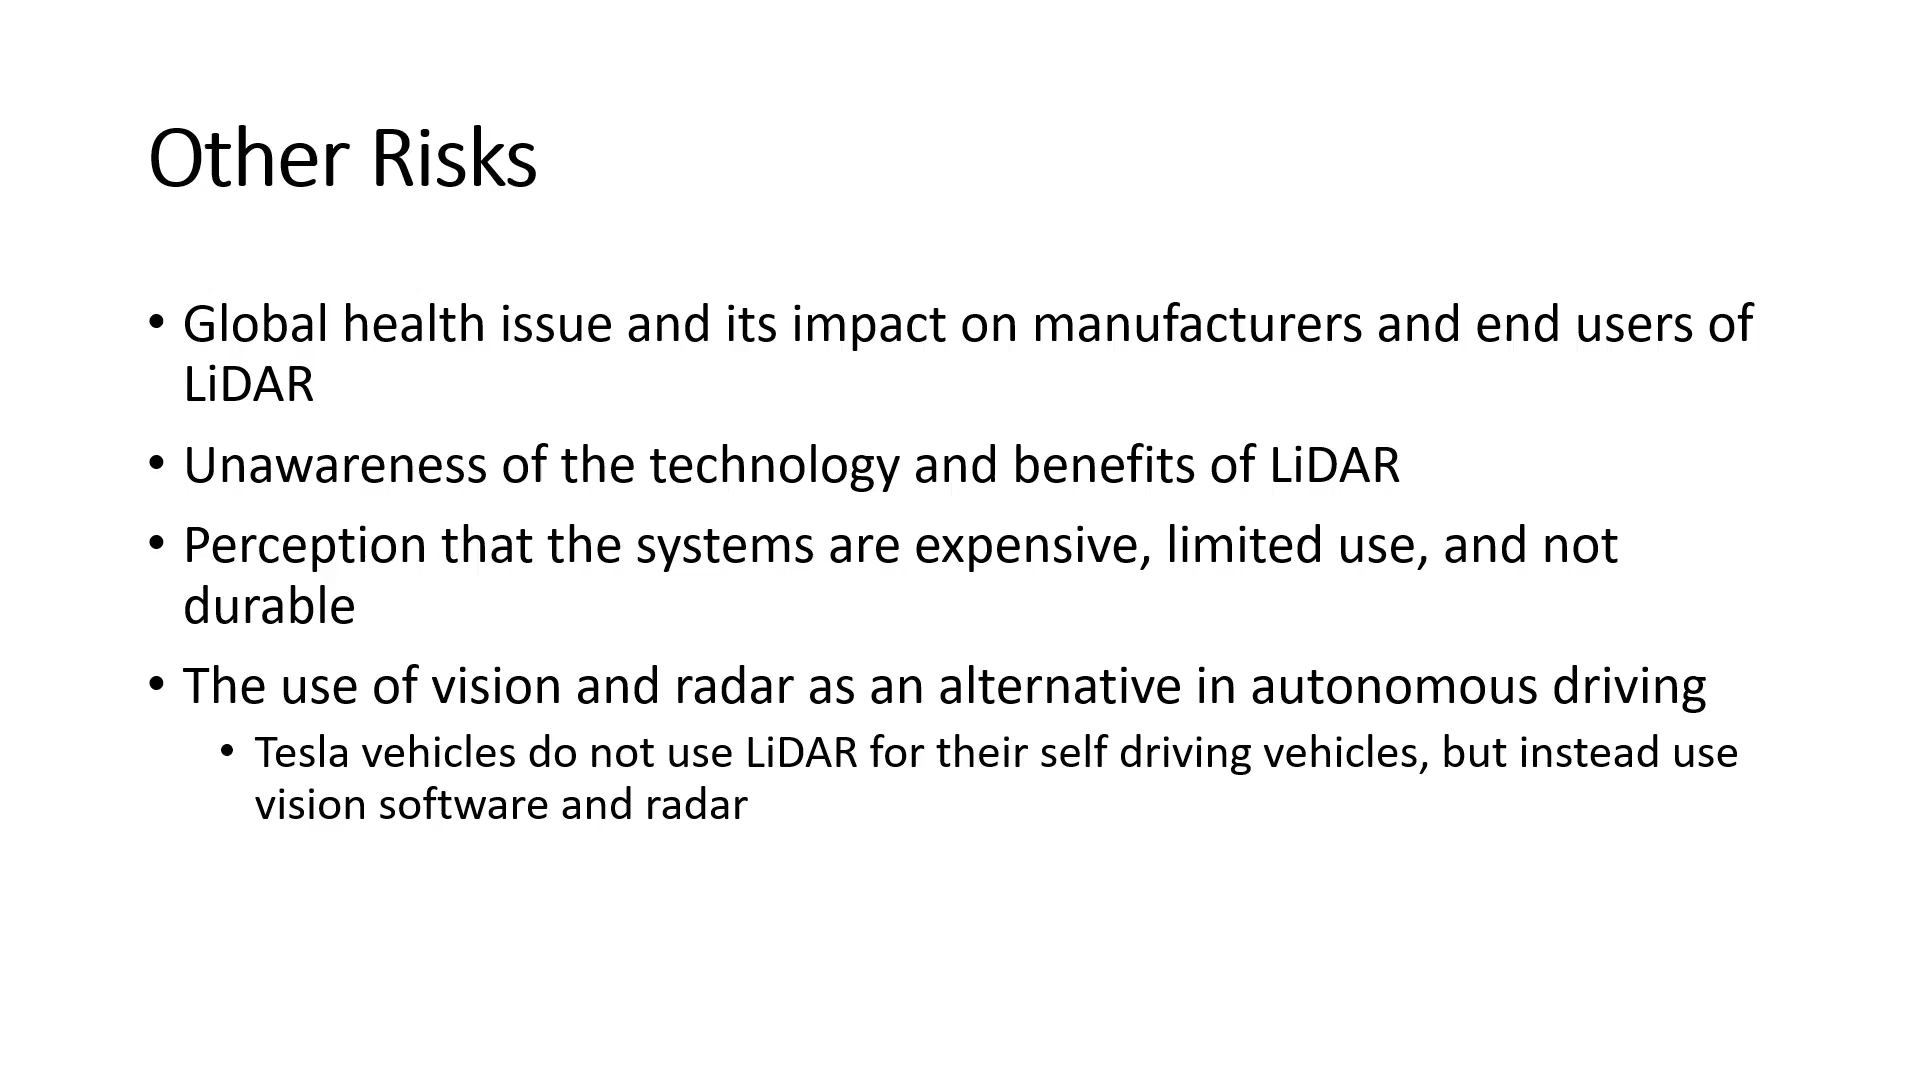 Other Risks
• Global health issue and its impact on manufacturers and end users of
LiDAR
• Unawareness of the technology and benefits of LiDAR
• Perception that the systems are expensive, limited use, and not
durable
• The use of vision and radar as an alternative in autonomous driving
• Tesla vehicles do not use LiDAR for their self driving vehicles, but instead use
vision software and radar